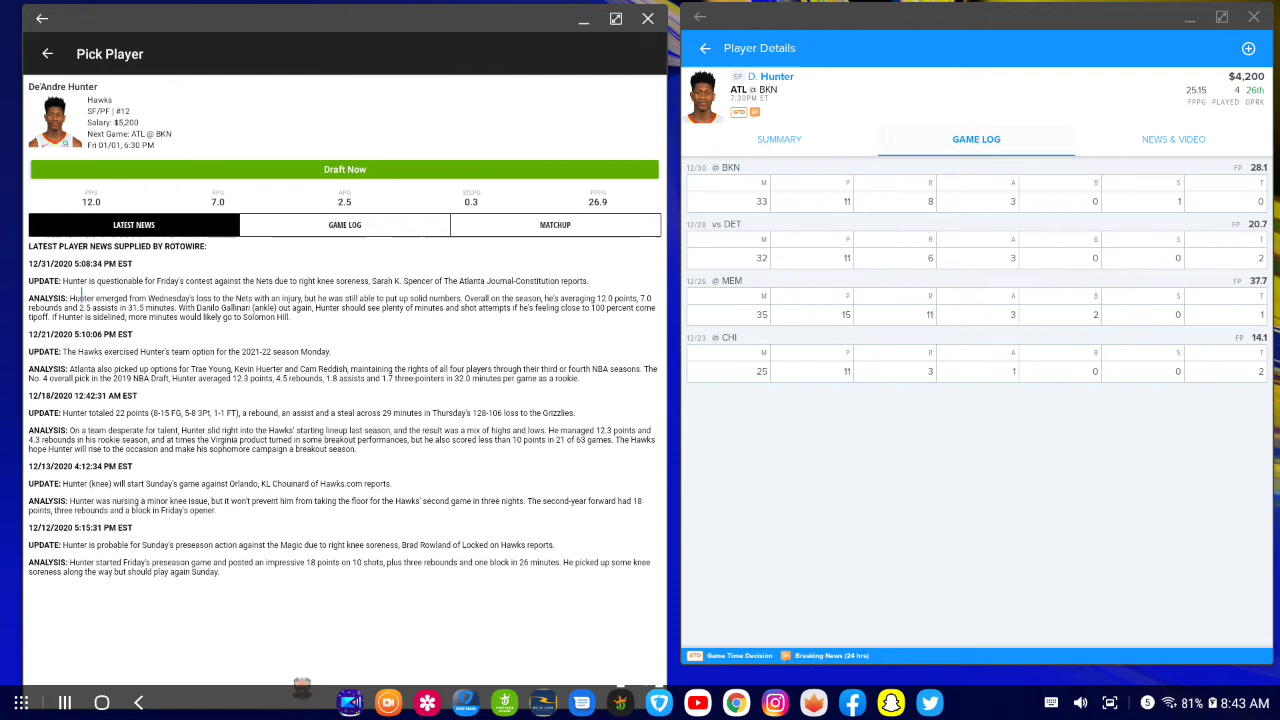 Pick Player
De'Andre Hunter
Hawks
SF/PF | #12
Salary: $5,200
Next Game: ATL @ BKN
Fri 01/01, 6:30 PM
Draft Now
PPG RPG APG STLPG FPPG
12.0 7.0 2.5 0.3 26.9
LATEST NEWS GAME LOG MATCHUP
LATEST PLAYER NEWS SUPPLIED BY ROTOWIRE:
12/31/2020 5:08:34 PM EST
UPDATE: Hunter is questionable for Friday's contest against the Nets due to right knee soreness, Sarah K. Spencer of The Atlanta Journal-Constitution reports.
ANALYSIS: Hunter emerged from Wednesday's loss to the Nets with an injury, but he was still able to put up solid numbers. Overall on the season, he's averaging 12.0 points, 7.0
rebounds and 2.5 assists in 31.5 minutes. With Danilo Gallinari (ankle) out again, Hunter should see plenty of minutes and shot attempts if he's feeling close to 100 percent come
tipoff. If Hunter is sidelined, more minutes would likely go to Solomon Hill.
12/21/2020 5:10:06 PM EST
UPDATE: The Hawks exercised Hunter's team option for the 2021-22 season Monday.
ANALYSIS: Atlanta also picked up options for Trae Young, Kevin Huerter and Cam Reddish, maintaining the rights of all four players through their third or fourth NBA seasons. The
No. 4 overall pick in the 2019 NBA Draft, Hunter averaged 12.3 points, 4.5 rebounds, 1.8 assists and 1.7 three-pointers in 32.0 minutes per game as a rookie.
12/18/2020 12:42:31 AM EST
UPDATE: Hunter totaled 22 points (8-15 FG, 5-8 3Pt, 1-1 FT), a rebound, an assist and a steal across 29 minutes in Thursday's 128-106 loss to the Grizzlies.
ANALYSIS: On a team desperate for talent, Hunter slid right into the Hawks' starting lineup last season, and the result was a mix of highs and lows. He managed 12.3 points and
4.3 rebounds in his rookie season, and at times the Virginia product turned in some breakout performances, but he also scored less than 10 points in 21 of 63 games. The Hawks
hope Hunter will rise to the occasion and make his sophomore campaign a breakout season.
12/13/2020 4:12:34 PM EST
UPDATE: Hunter (knee) will start Sunday's game against Orlando, KL Chouinard of Hawks.com reports.
ANALYSIS: Hunter was nursing a minor knee issue, but it won't prevent him from taking the floor for the Hawks' second game in three nights. The second-year forward had 18
points, three rebounds and a block in Friday's opener.
12/12/2020 5:15:31 PM EST
UPDATE: Hunter is probable for Sunday's preseason action against the Magic due to right knee soreness, Brad Rowland of Locked on Hawks reports.
ANALYSIS: Hunter started Friday's preseason game and posted an impressive 18 points on 10 shots, plus three rebounds and one block in 26 minutes. He picked up some knee
soreness along the way but should play again Sunday.
Player Details
SF D. Hunter $4,200
ATL @ BKN 25.15 4 26th
7:30PM ET FPPG PLAYED OPRK
GTD
SUMMARY GAME LOG NEWS & VIDEO
12/30 @ BKN FP 28.1
M P R A B S T
33 11 8 3 0 1 0
12/28 vs DET FP 20.7
M P R A B S T
32 11 6 3 0 0 2
12/26 @ MEM FP 37.7
M P R A B S T
35 15 11 3 2 0 1
12/23 @ CHI FP 14.1
M P R A B S T
25 11 3 1 0 0 2
GTD Game Time Decision Breaking News (24 hrs)
5 81% 8:43 AM